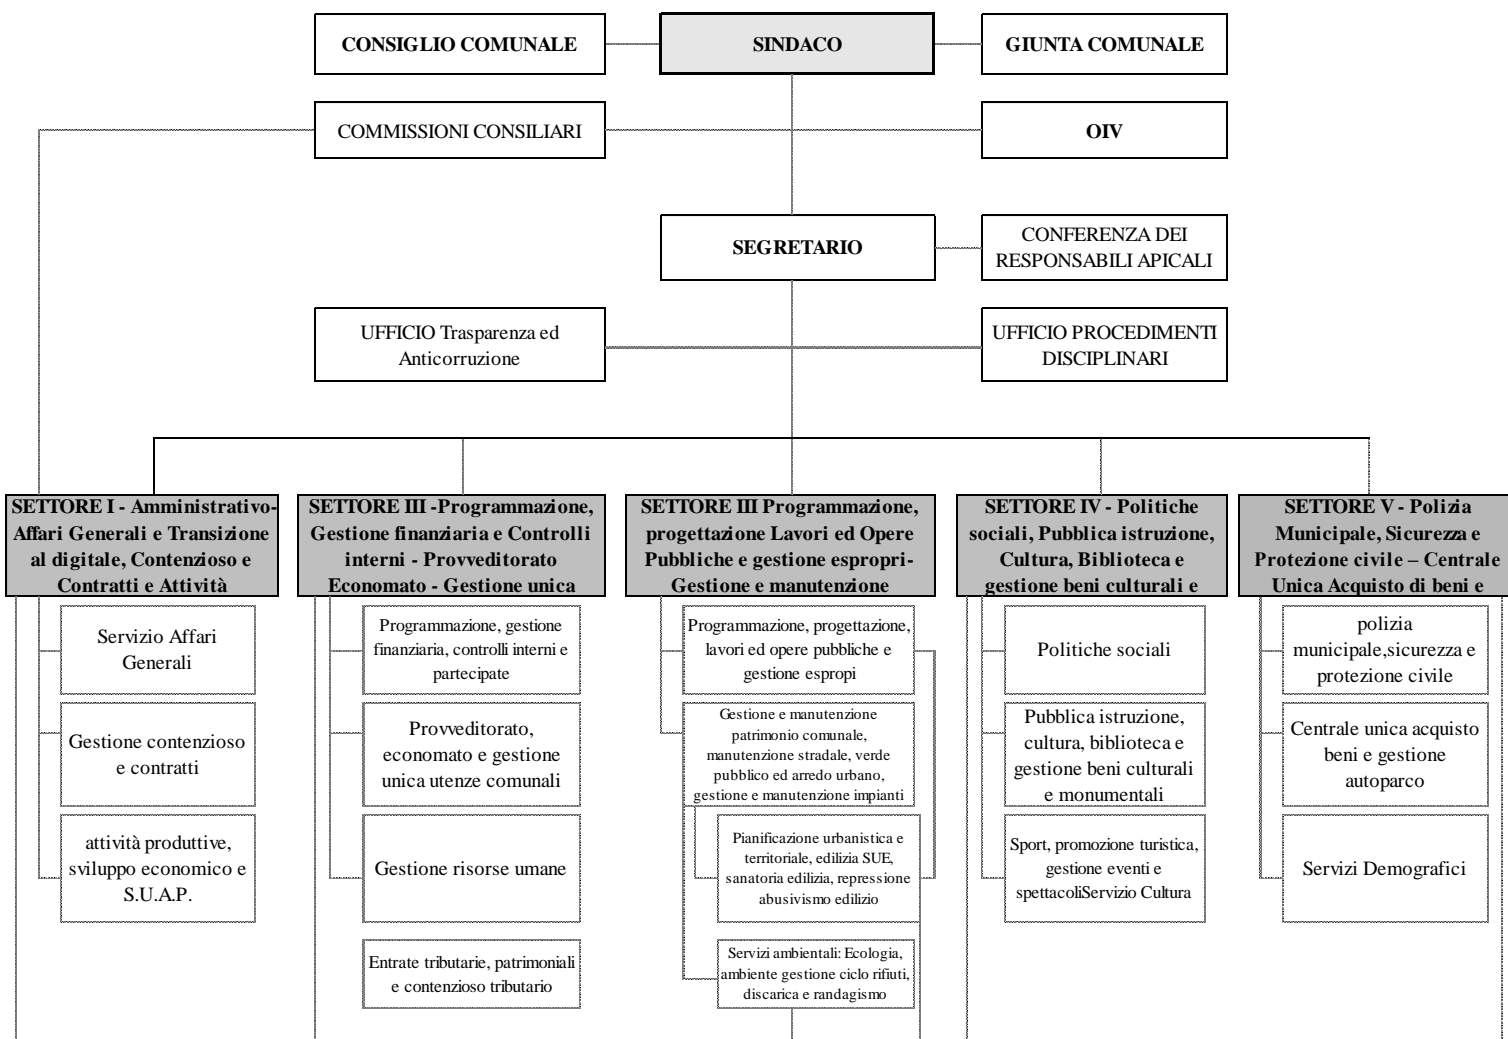 CONSIGLIO COMUNALE
SINDACO
GIUNTA COMUNALE
COMMISSIONI CONSILIARI
OIV
SEGRETARIO
CONFERENZA DEI
RESPONSABILI APICALI
UFFICIO Trasparenza ed
Anticorruzione
UFFICIO PROCEDIMENTI
DISCIPLINARI
SETTORE I - Amministrativo-
Affari Generali e Transizione
al digitale, Contenzioso e
Contratti e Attività
SETTORE III -Programmazione,
Gestione finanziaria e Controlli
interni - Provveditorato
Economato - Gestione unica
SETTORE III Programmazione,
progettazione Lavori ed Opere
Pubbliche e gestione espropri-
Gestione e manutenzione
SETTORE IV - Politiche
sociali, Pubblica istruzione,
Cultura, Biblioteca e
gestione beni culturali e
SETTORE V - Polizia
Municipale, Sicurezza e
Protezione civile – Centrale
Unica Acquisto di beni e
Servizio Affari
Generali
Gestione contenzioso
e contratti
attività produttive,
sviluppo economico e
S.U.A.P.
Programmazione, gestione
finanziaria, controlli interni e
partecipate
Provveditorato,
economato e gestione
unica utenze comunali
Gestione risorse umane
Entrate tributarie, patrimoniali
e contenzioso tributario
Programmazione, progettazione,
lavori ed opere pubbliche e
gestione espropi
Gestione e manutenzione
patrimonio comunale,
manutenzione stradale, verde
pubblico ed arredo urbano,
gestione e manutenzione impianti
Pianificazione urbanistica e
territoriale, edilizia SUE,
sanatoria edilizia, repressione
abusivismo edilizio
Servizi ambientali: Ecologia,
ambiente gestione ciclo rifiuti,
discarica e randagismo
Politiche sociali
Pubblica istruzione,
cultura, biblioteca e
gestione beni culturali
e monumentali
Sport, promozione turistica,
gestione eventi e
spettacoliServizio Cultura
polizia
municipale,sicurezza e
protezione civile
Centrale unica acquisto
beni e gestione
autoparco
Servizi Demografici